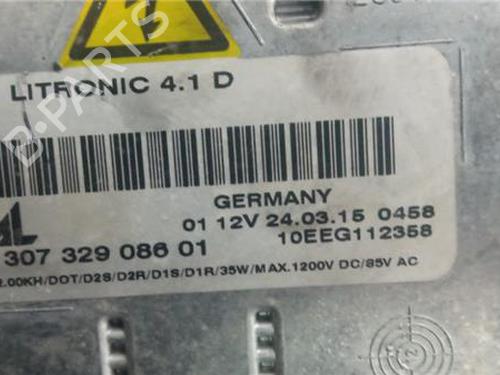 LITRONIC 4.1 D
GERMANY
AL
01 12V 24.03.15 0458
307 329 086 01
10EEG112358
.00KH/DOT/D2S/D2R/D1S/D1R/35W/MAX.1200V DC/85V AC
B-PARTS